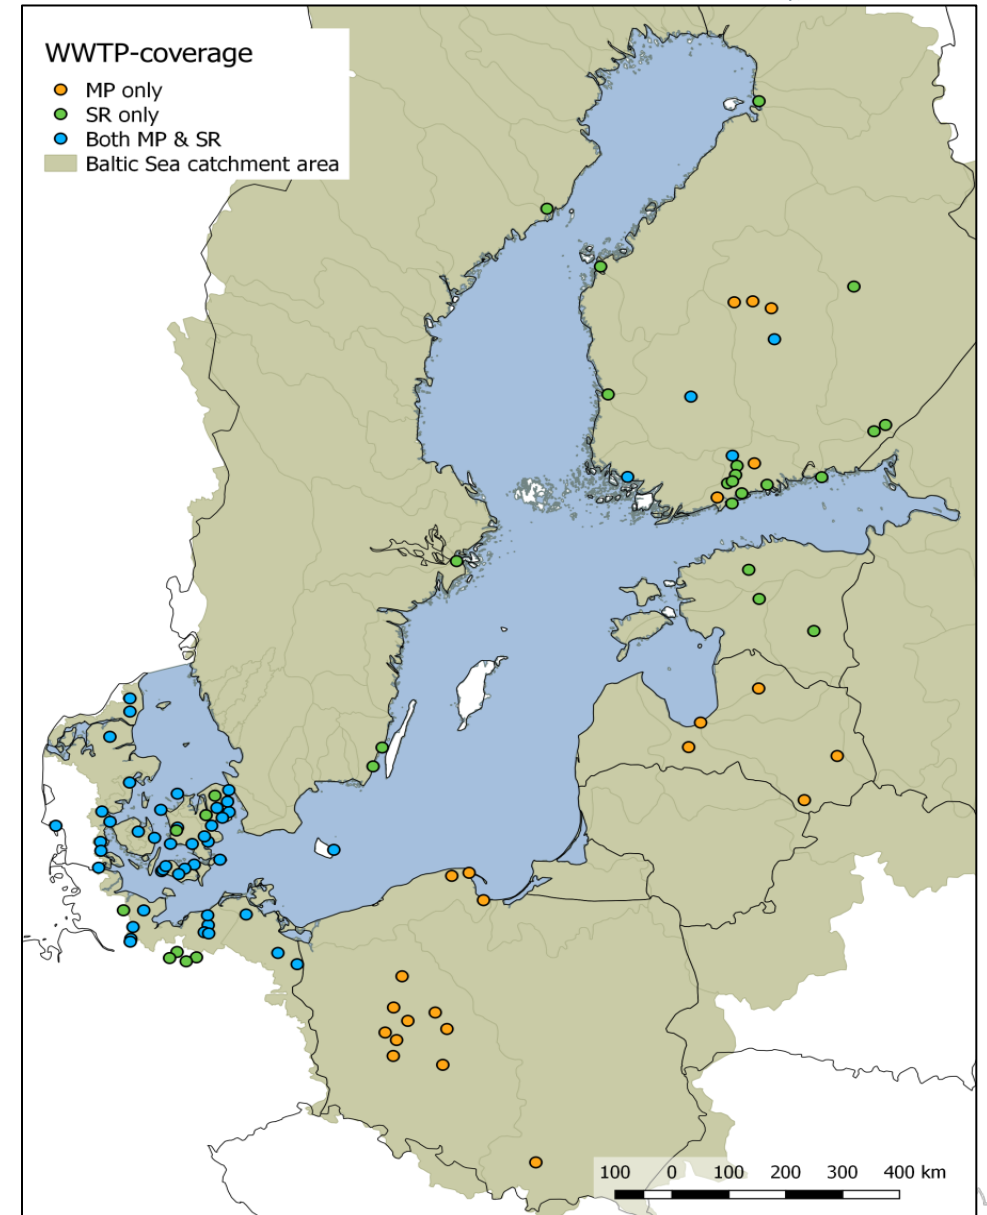 WWTP-coverage
MP only
SR only
Both MP & SR
Baltic Sea catchment area
100 0 100 200 300 400 km